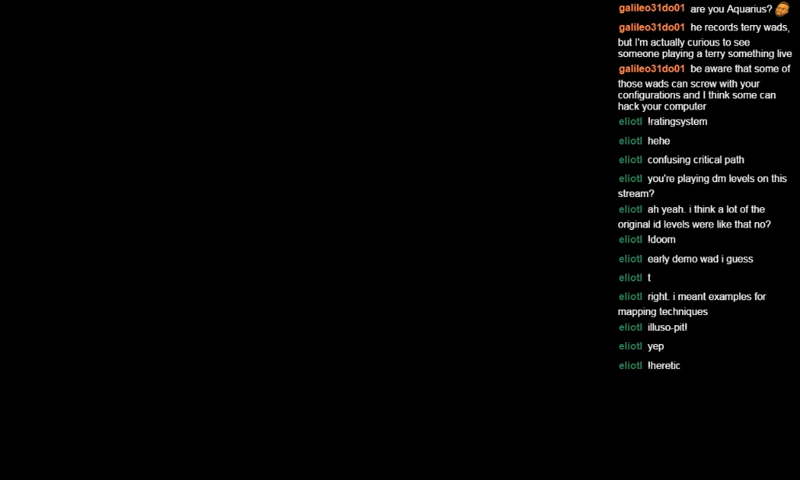 galileo31do01 are you Aquarius?
galileo31do01 he records terry wads,
but I'm actually curious to see
someone playing a terry something live
galileo31do01 be aware that some of
those wads can screw with your
configurations and I think some can
hack your computer
eliotl !ratingsystem
eliotl hehe
eliotl confusing critical path
eliotl you're playing dm levels on this
stream?
eliotl ah yeah. i think a lot of the
original id levels were like that no?
eliotl !doom
eliotl early demo wad i guess
eliotl t
eliotl right. i meant examples for
mapping techniques
eliotl illuso-pit!
eliotl yep
eliotl !heretic